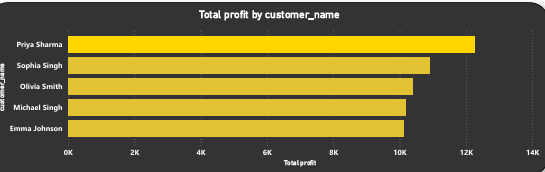 Total profit by customer_name
customer_name
Priya Sharma
Sophia Singh
Olivia Smith
Michael Singh
Emma Johnson
0K 2K 4K 6K 8K 10K 12K 14K
Total profit